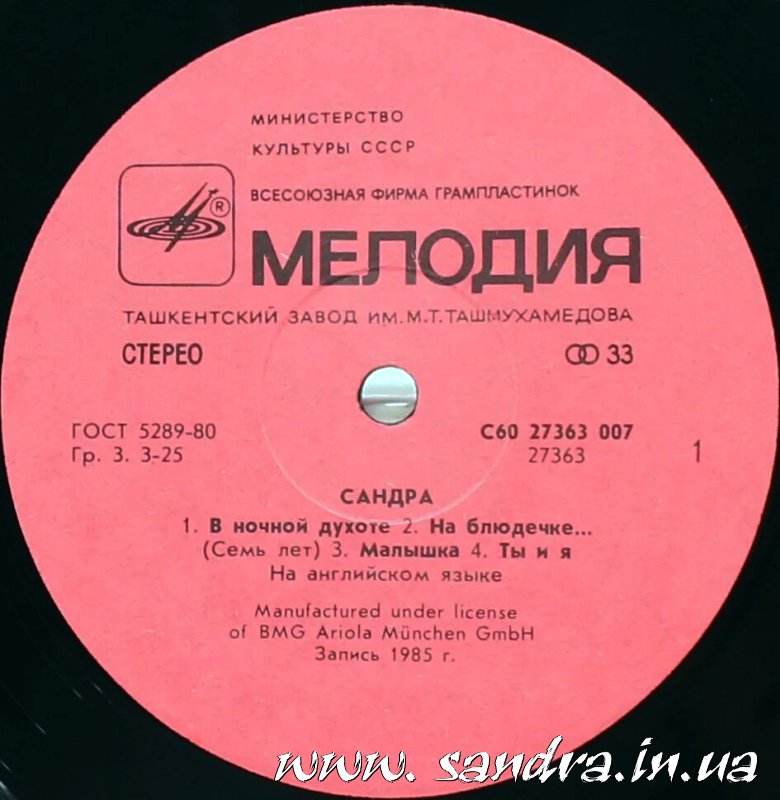 МИНИСТЕРСТВО
КУЛЬТУРЫ СССР
ВСЕСОЮЗНАЯ ФИРМА ГРАМПЛАСТИНОК
®
МЕЛОДИЯ
ТАШКЕНТСКИЙ ЗАВОД ИМ. М.Т. ТАШМУХАМЕДОВА
СТЕРЕО 33
ГОСТ 5289-80 С60 27363 007
Гр. 3. 3-25 27363 1
САНДРА
1. В ночной духоте 2. На блюдечке...
(Семь лет) 3. Малышка 4. Ты и я
На английском языке
Manufactured under license
of BMG Ariola München GmbH
Запись 1985 г.
www. sandra.in.ua